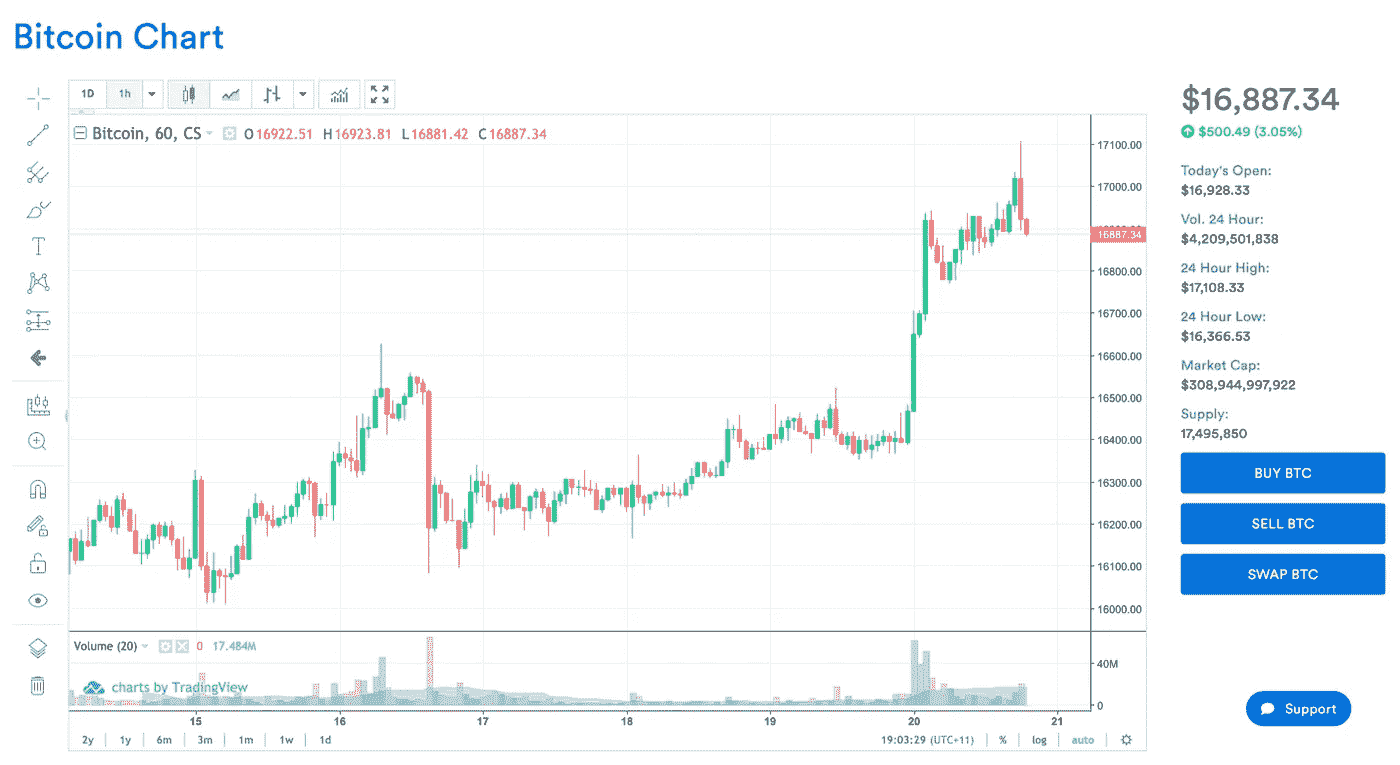 Bitcoin Chart
1D 1h
Bitcoin, 60, CS O 16922.51 H 16923.81 L 16881.42 C 16887.34
17100.00
17000.00
16887.34
16800.00
16700.00
16600.00
16500.00
16400.00
16300.00
16200.00
16100.00
16000.00
Volume (20) 0 17.484M
40M
charts by TradingView
0
15 16 17 18 19 20 21
2y 1y 6m 3m 1m 1w 1d 19:03:29 (UTC+11) % log auto
$16,887.34
$500.49 (3.05%)
Today's Open:
$16,928.33
Vol. 24 Hour:
$4,209,501,838
24 Hour High:
$17,108.33
24 Hour Low:
$16,366.53
Market Cap:
$308,944,997,922
Supply:
17,495,850
BUY BTC
SELL BTC
SWAP BTC
Support